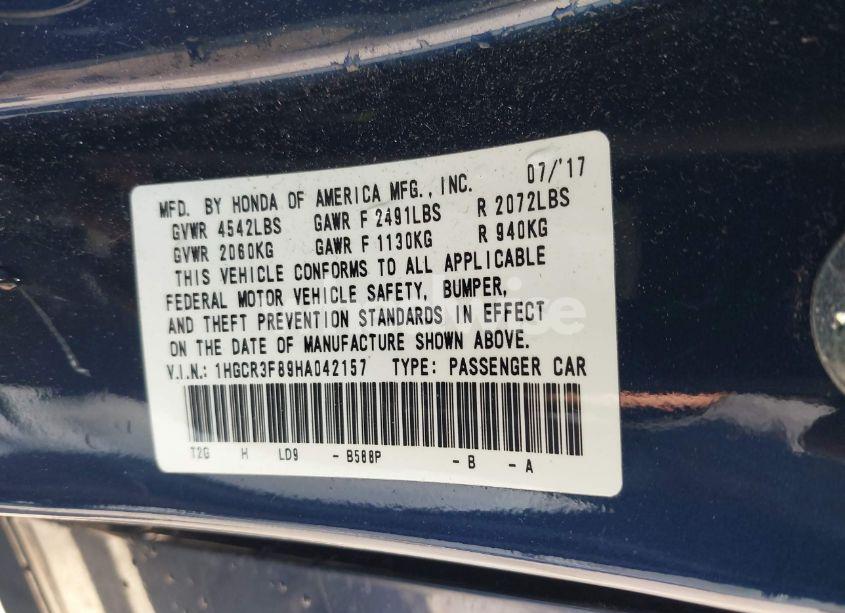 MFD. BY HONDA OF AMERICA MFG., INC. 07/'17
GVWR 4542LBS GAWR F 2491LBS R 2072LBS
GVWR 2060KG GAWR F 1130KG R 940KG
THIS VEHICLE CONFORMS TO ALL APPLICABLE
FEDERAL MOTOR VEHICLE SAFETY, BUMPER,
AND THEFT PREVENTION STANDARDS IN EFFECT
ON THE DATE OF MANUFACTURE SHOWN ABOVE.
V.I.N.: 1HGCR3F89HA042157 TYPE: PASSENGER CAR
T2G H LD9 - B588P - B - A